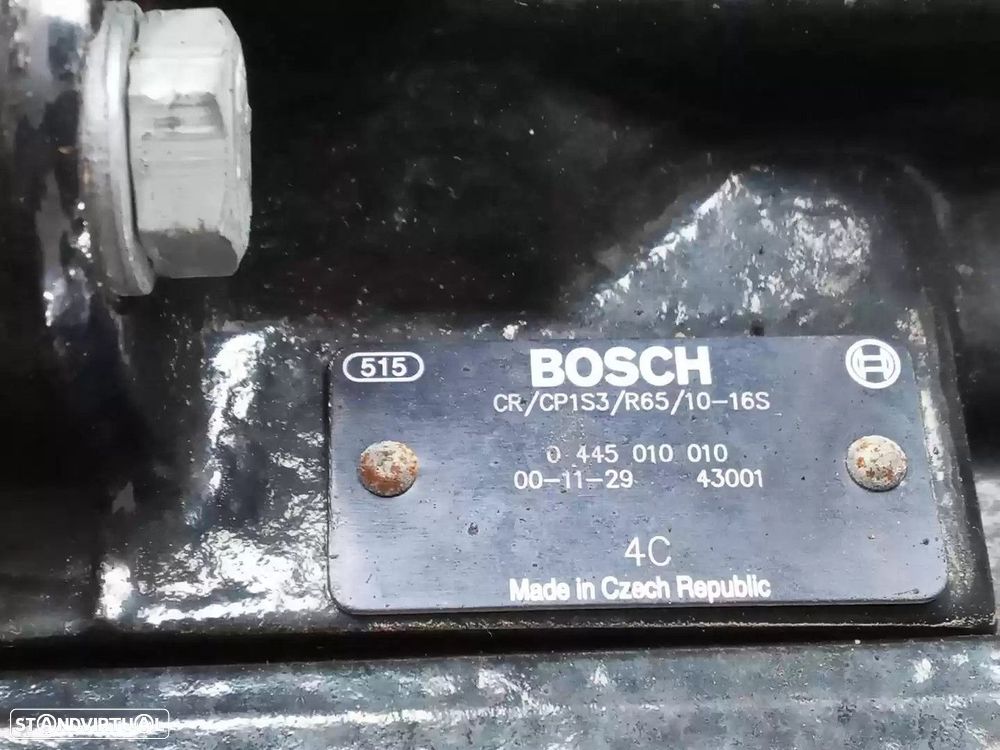 515 BOSCH
CR/CP1S3/R65/10-16S
0 445 010 010
00-11-29 43001
4C
Made in Czech Republic
STANDVIRTUAL